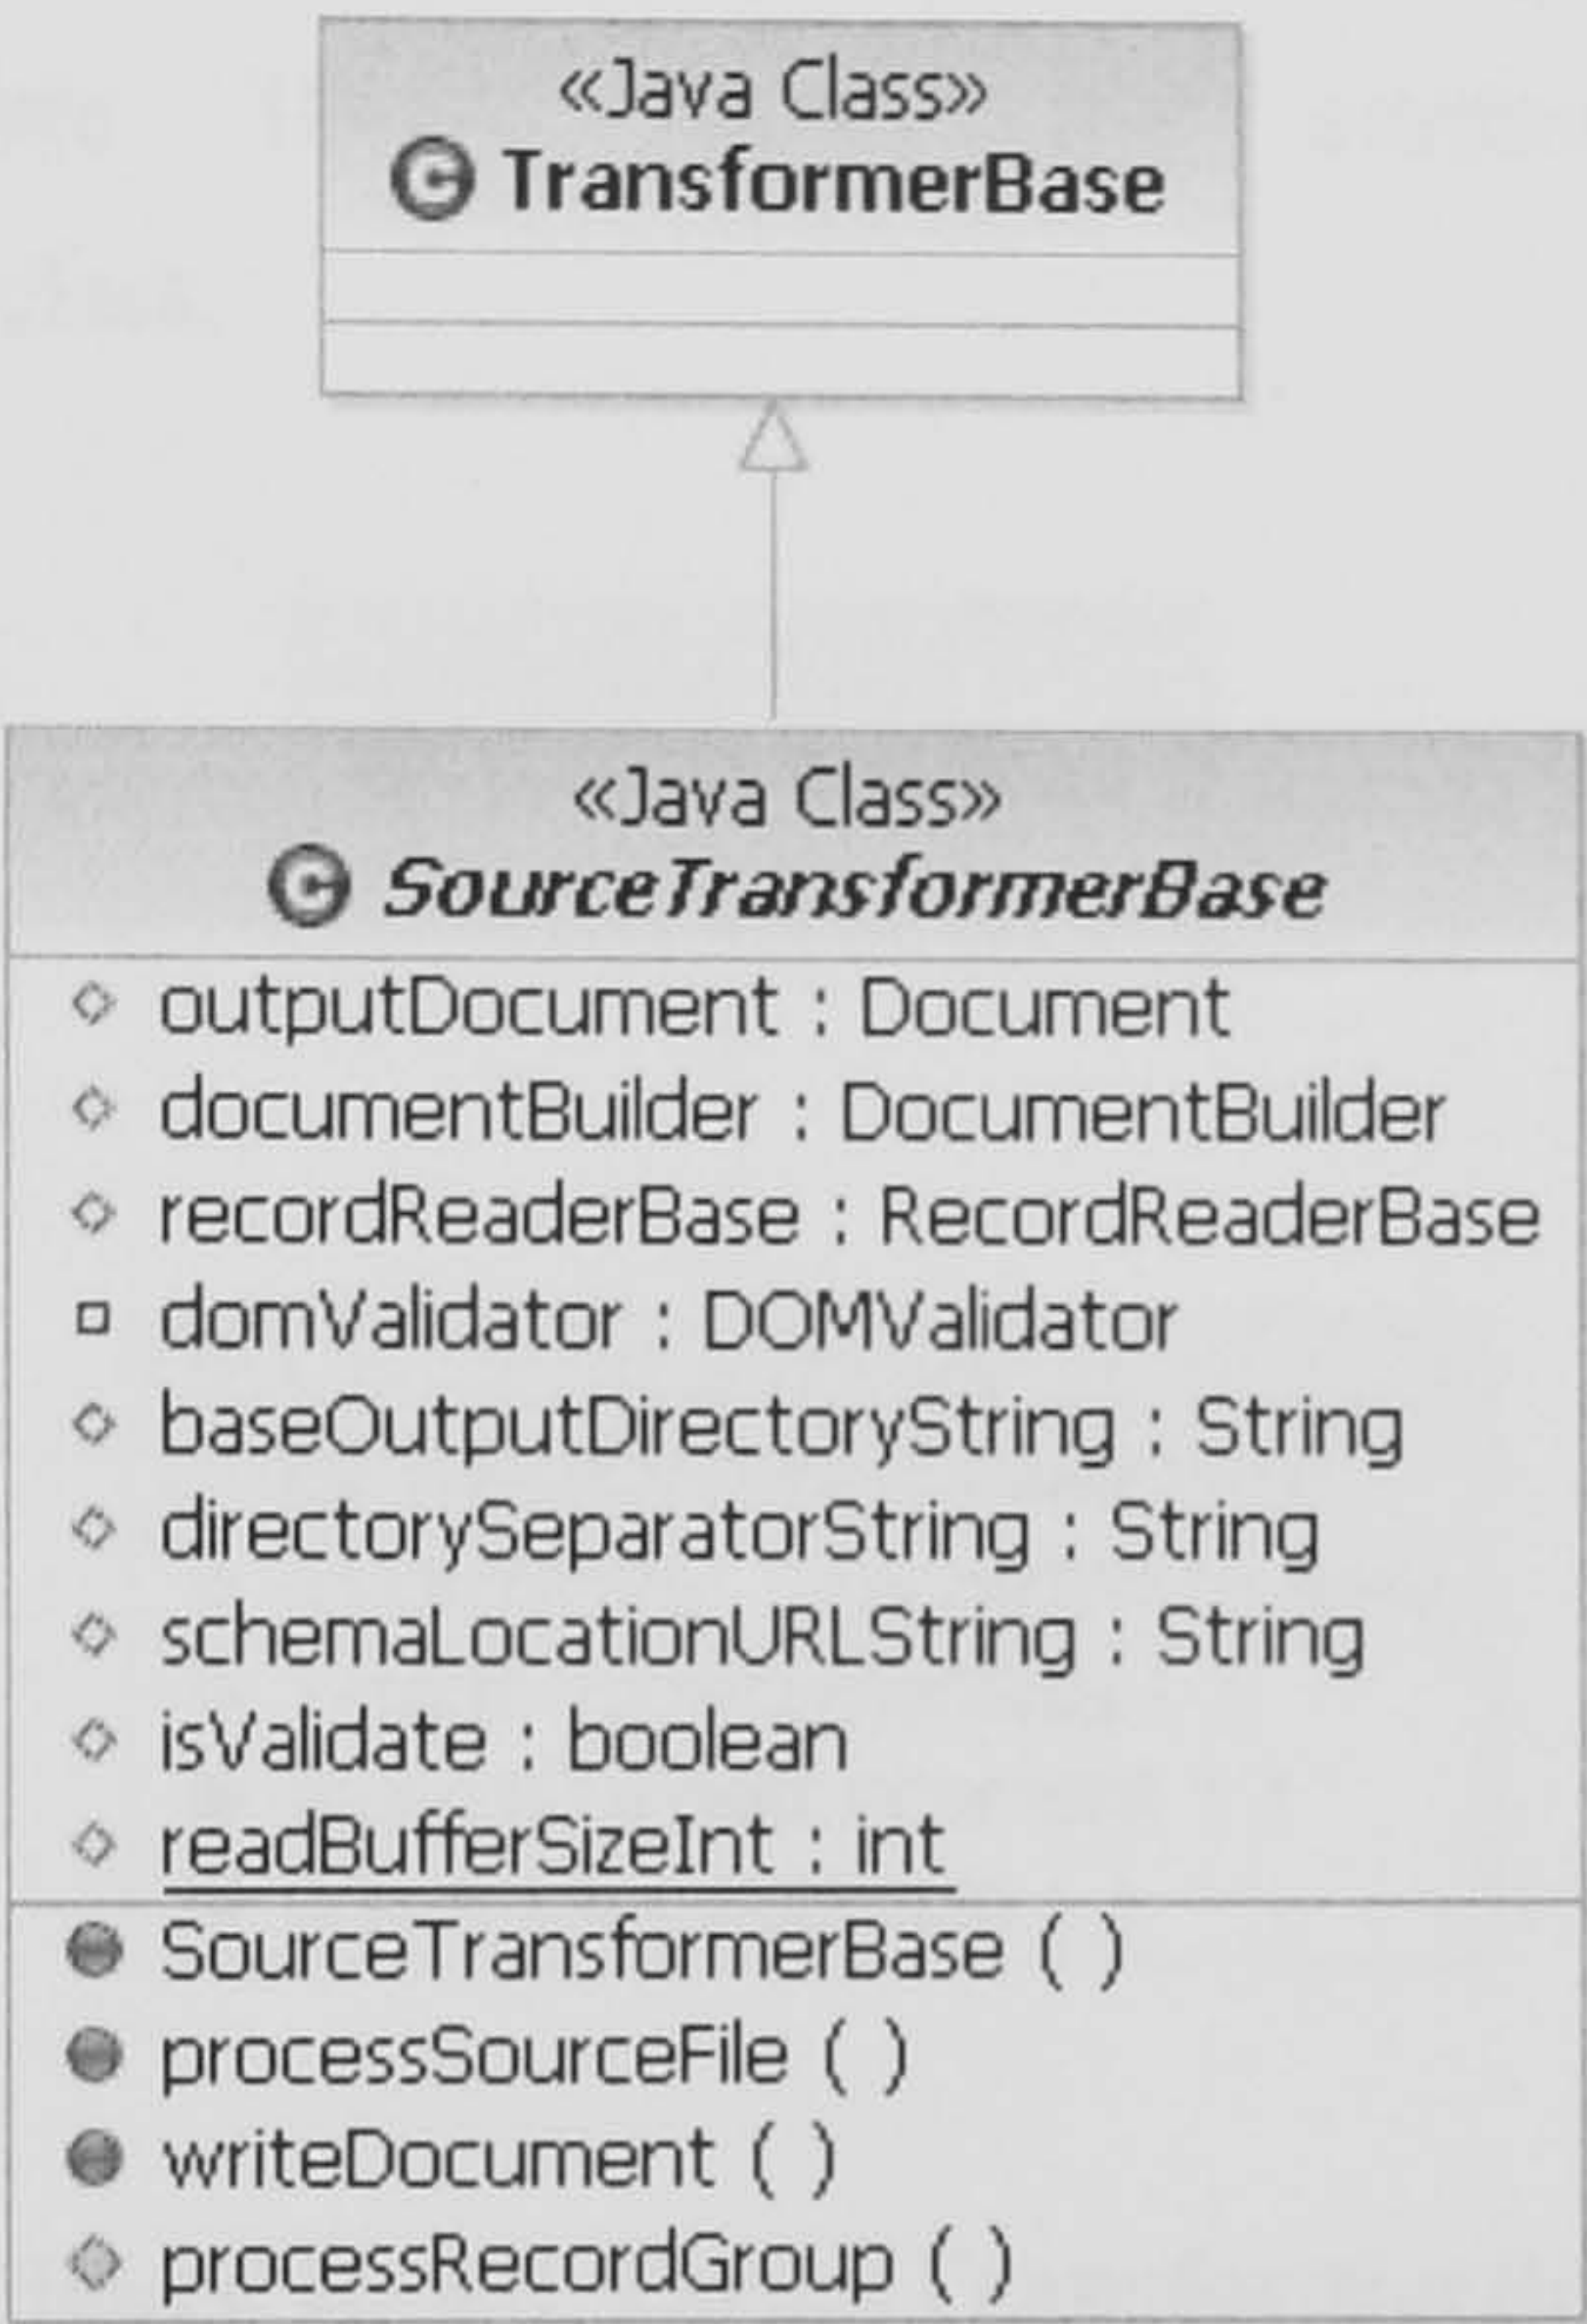 «Java Class»
TransformerBase
«Java Class»
SourceTransformerBase
outputDocument : Document
documentBuilder : DocumentBuilder
recordReaderBase : RecordReaderBase
domValidator : DOMValidator
baseOutputDirectoryString : String
directorySeparatorString : String
schemaLocationURLString : String
isValidate : boolean
readBufferSizeInt : int
SourceTransformerBase ( )
processSourceFile ( )
writeDocument ( )
processRecordGroup ( )